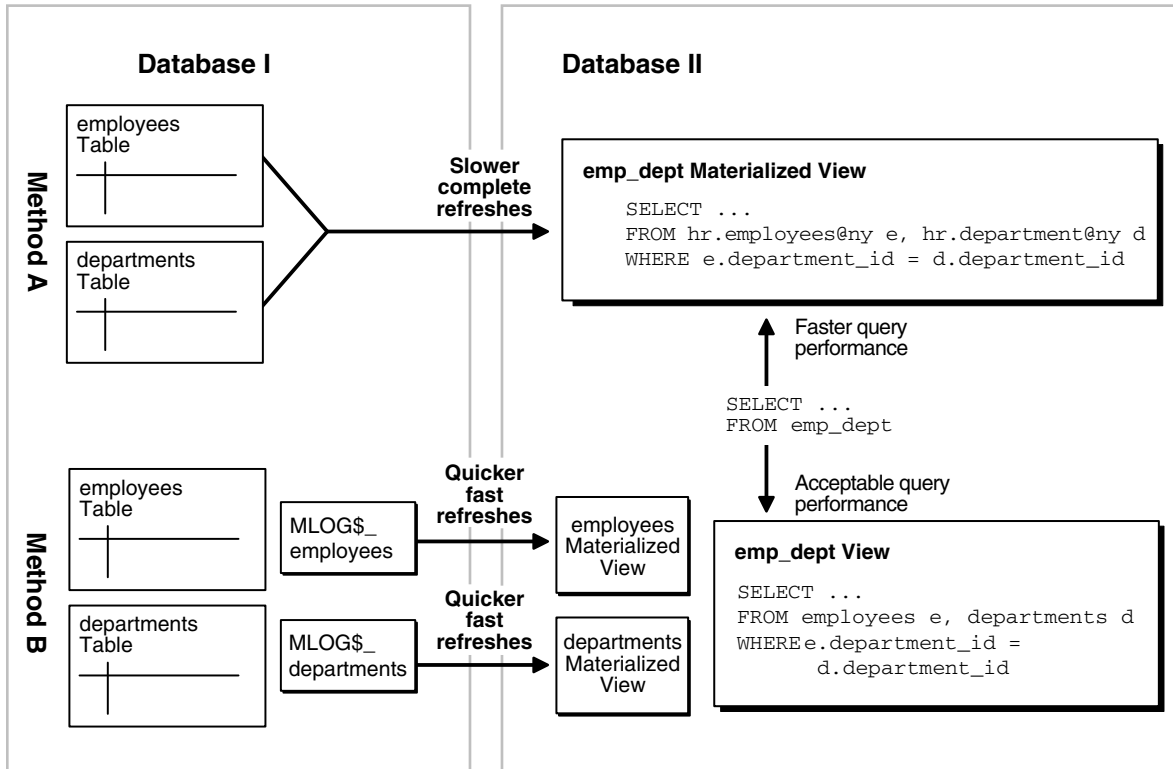 Database I
Database II
Method A
employees
Table
departments
Table
Slower
complete
refreshes
emp_dept Materialized View
SELECT ...
FROM hr.employees@ny e, hr.department@ny d
WHERE e.department_id = d.department_id
Faster query
performance
SELECT ...
FROM emp_dept
Acceptable query
performance
Method B
employees
Table
MLOG$_
employees
Quicker
fast
refreshes
employees
Materialized
View
departments
Table
MLOG$_
departments
Quicker
fast
refreshes
departments
Materialized
View
emp_dept View
SELECT ...
FROM employees e, departments d
WHERE e.department_id =
d.department_id